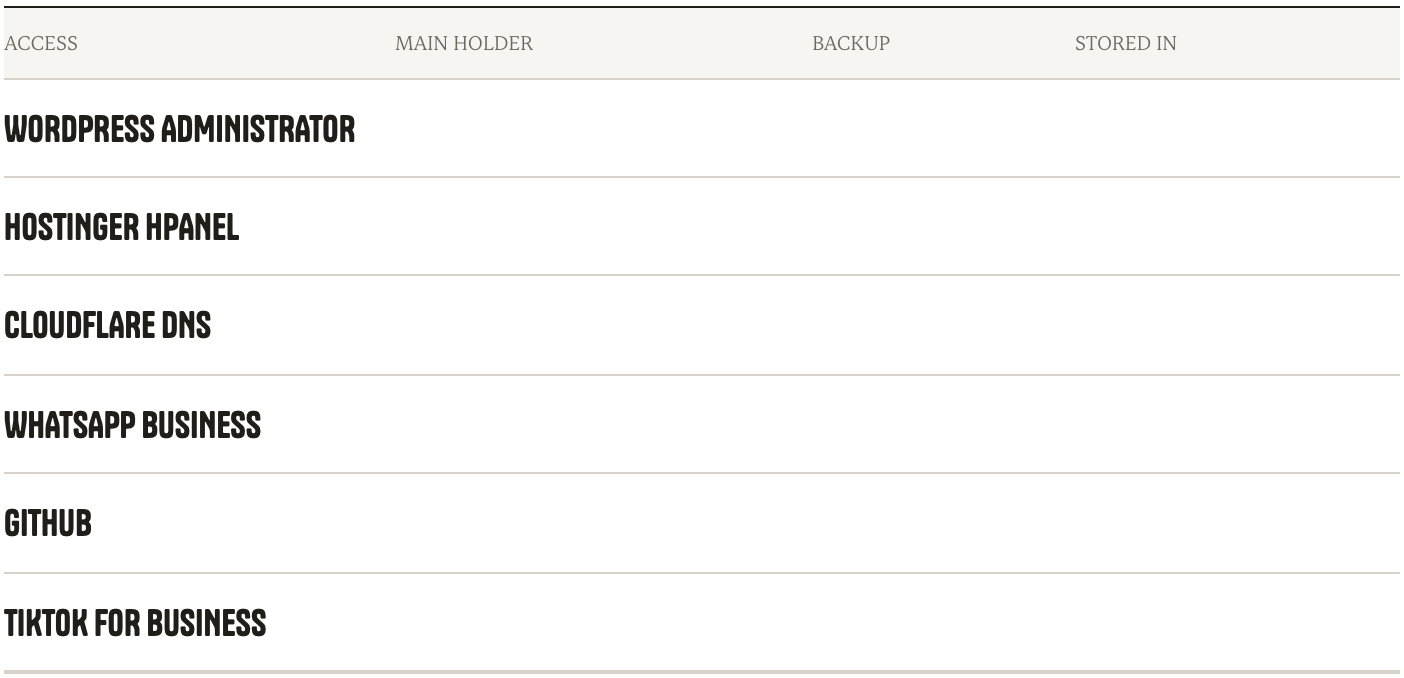 ACCESS MAIN HOLDER BACKUP STORED IN
WORDPRESS ADMINISTRATOR
HOSTINGER HPANEL
CLOUDFLARE DNS
WHATSAPP BUSINESS
GITHUB
TIKTOK FOR BUSINESS